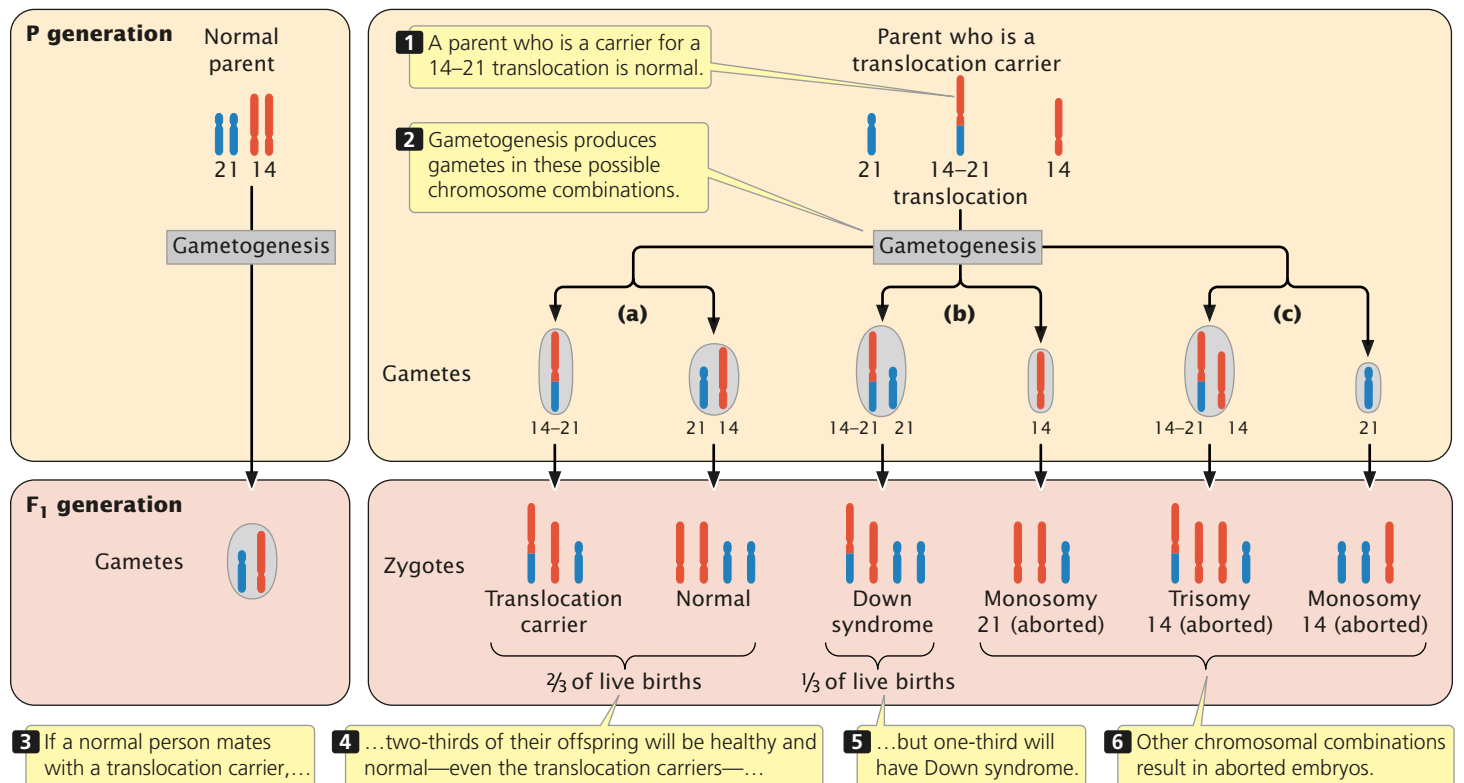 P generation
Normal
parent
21 14
Gametogenesis
1 A parent who is a carrier for a
14–21 translocation is normal.
Parent who is a
translocation carrier
2 Gametogenesis produces
gametes in these possible
chromosome combinations.
21 14–21 14
translocation
Gametogenesis
(a) (b) (c)
Gametes
14–21 21 14 14–21 21 14 14–21 14 21
F1 generation
Gametes
Zygotes
Translocation
carrier
Normal
Down
syndrome
Monosomy
21 (aborted)
Trisomy
14 (aborted)
Monosomy
14 (aborted)
⅔ of live births
⅓ of live births
3 If a normal person mates
with a translocation carrier,…
4 …two-thirds of their offspring will be healthy and
normal—even the translocation carriers—…
5 …but one-third will
have Down syndrome.
6 Other chromosomal combinations
result in aborted embryos.